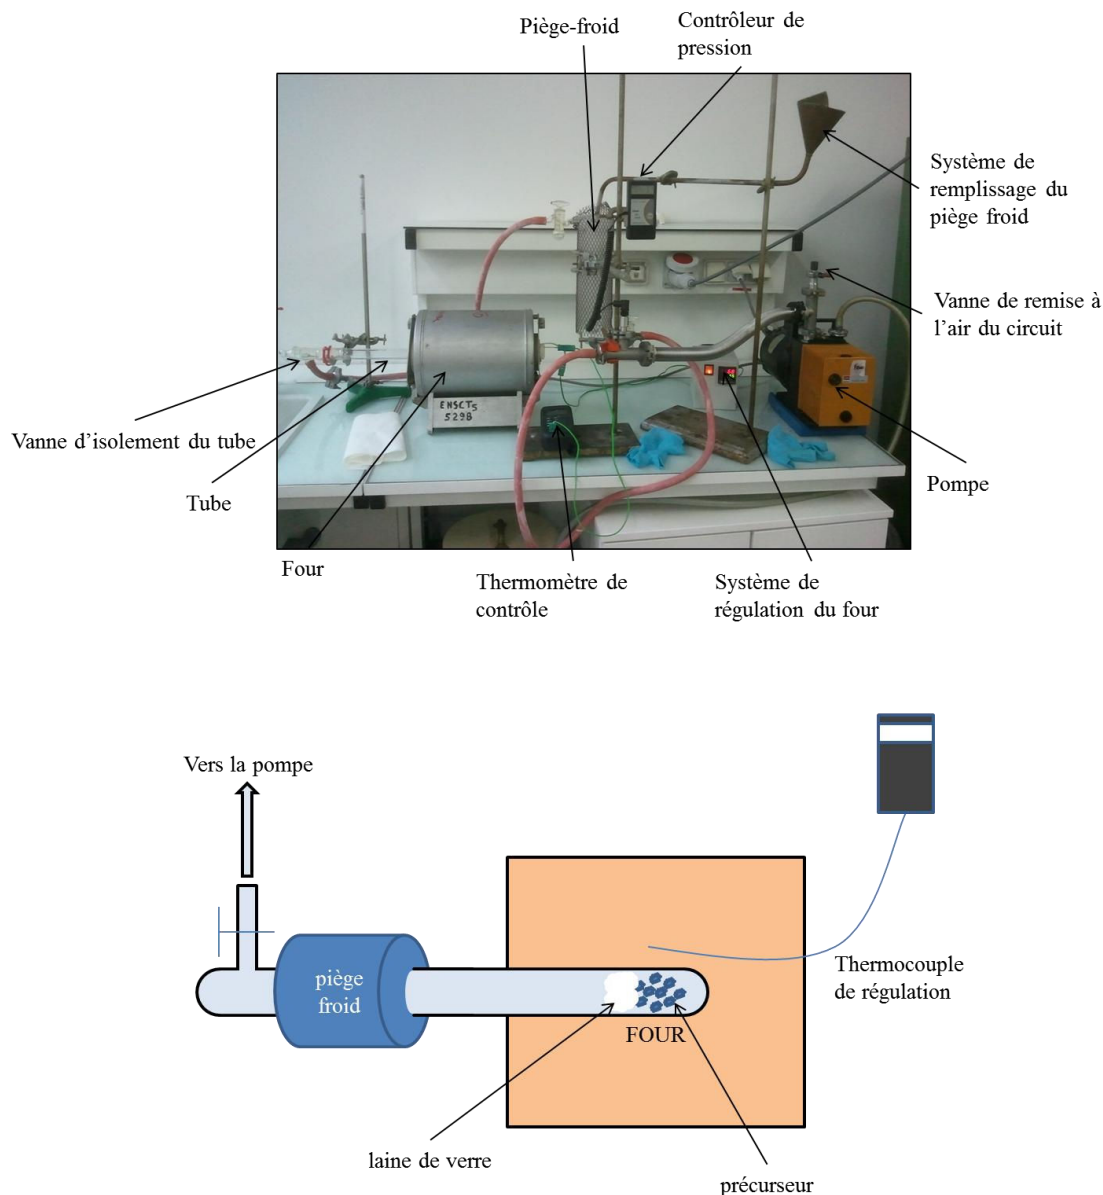 Piège-froid
Contrôleur de
pression
Système de
remplissage du
piège froid
Vanne de remise à
l’air du circuit
Vanne d’isolement du tube
Tube
Pompe
ENSCT
5298
Four
Thermomètre de
contrôle
Système de
régulation du four
Vers la pompe
piège
froid
Thermocouple
de régulation
FOUR
laine de verre
précurseur